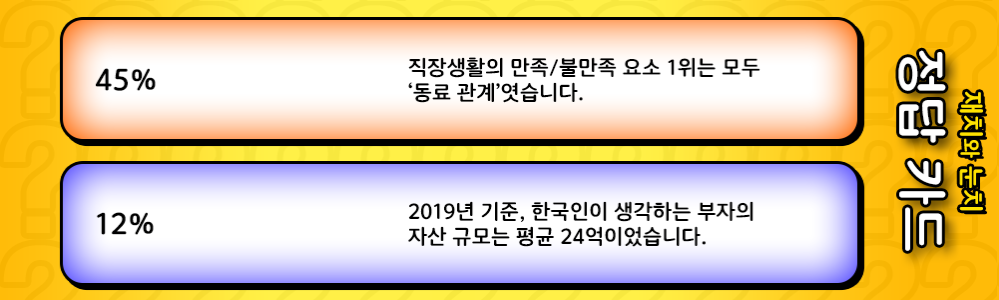 45%
직장생활의 만족/불만족 요소 1위는 모두
‘동료 관계’엿습니다.
12%
2019년 기준, 한국인이 생각하는 부자의
자산 규모는 평균 24억이었습니다.
재치와 눈치
정답 카드